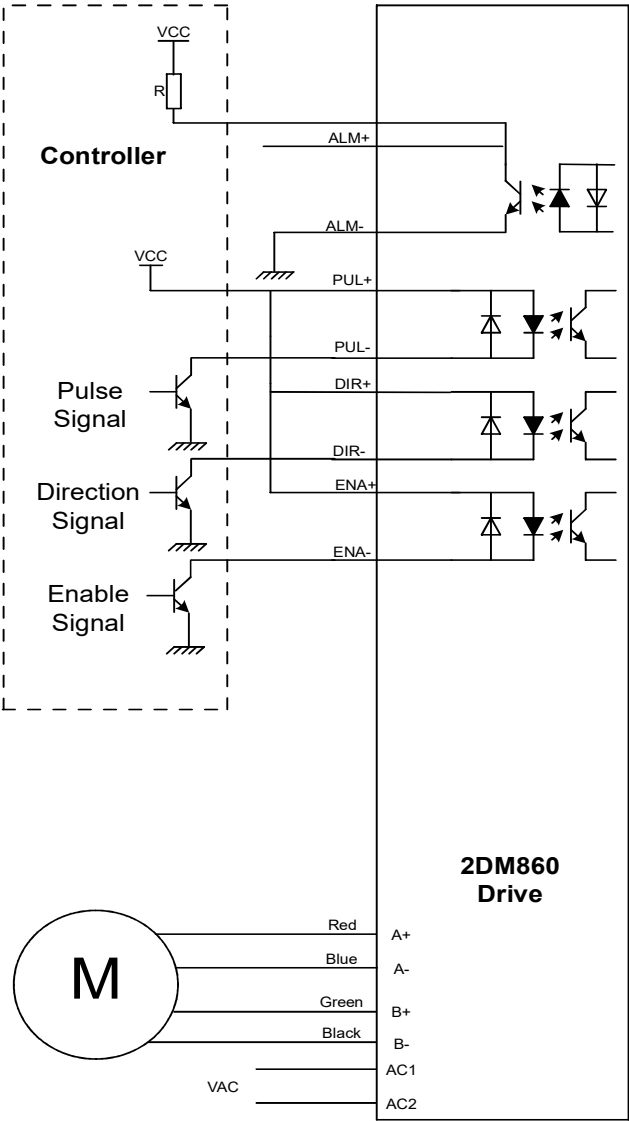 VCC
R
Controller
ALM+
ALM-
VCC
PUL+
PUL-
Pulse
Signal
DIR+
DIR-
Direction
Signal
ENA+
ENA-
Enable
Signal
2DM860
Drive
M
Red
A+
Blue
A-
Green
B+
Black
B-
VAC
AC1
AC2